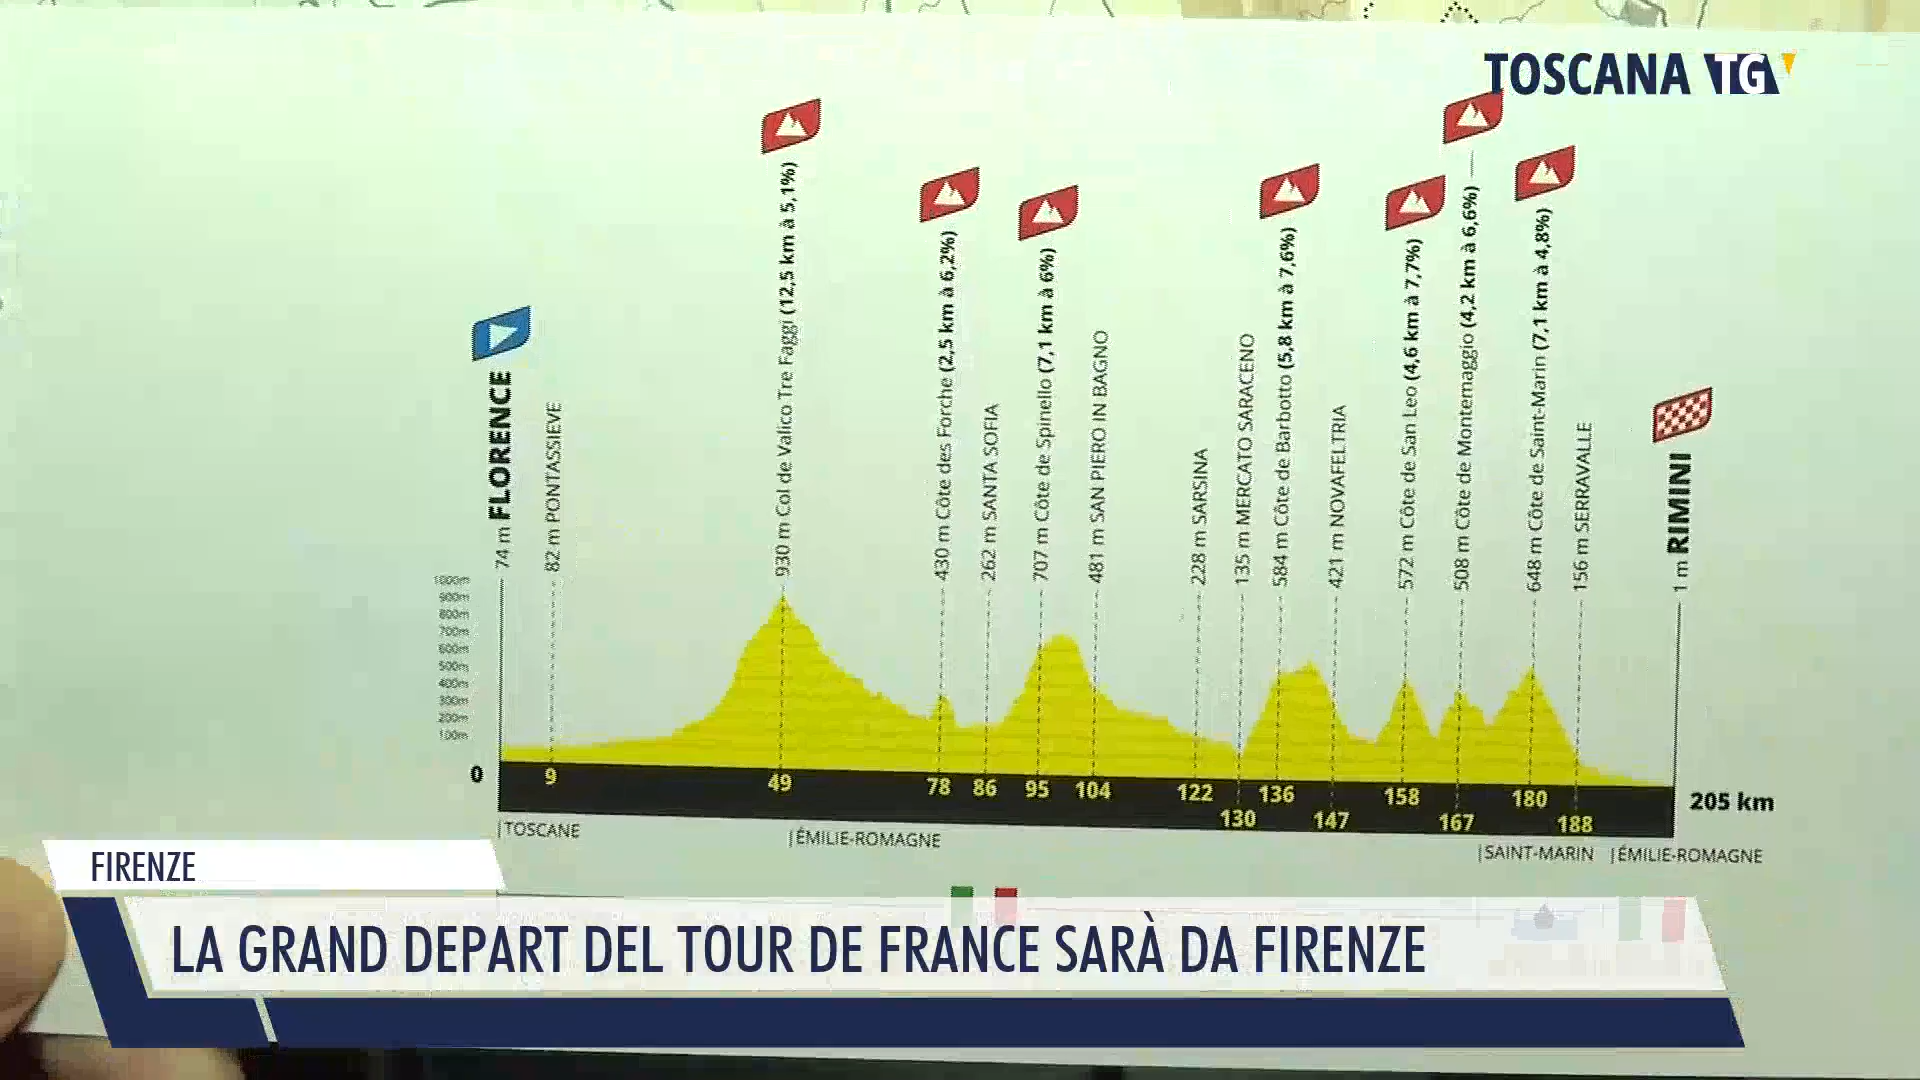 TOSCANA TG
74 m FLORENCE
82 m PONTASSIEVE
930 m Col de Valico Tre Faggi (12,5 km à 5,1%)
430 m Côte des Forche (2,5 km à 6,2%)
262 m SANTA SOFIA
707 m Côte de Spinello (7,1 km à 6%)
481 m SAN PIERO IN BAGNO
228 m SARSINA
135 m MERCATO SARACENO
584 m Côte de Barbotto (5,8 km à 7,6%)
421 m NOVAFELTRIA
572 m Côte de San Leo (4,6 km à 7,7%)
508 m Côte de Montemaggio (4,2 km à 6,6%)
648 m Côte de Saint-Marin (7,1 km à 4,8%)
156 m SERRAVALLE
1 m RIMINI
1000m
900m
800m
700m
600m
500m
400m
300m
200m
100m
0 9 49 78 86 95 104 122 130 136 147 158 167 180 188 205 km
TOSCANE
ÉMILIE-ROMAGNE
SAINT-MARIN
ÉMILIE-ROMAGNE
FIRENZE
LA GRAND DEPART DEL TOUR DE FRANCE SARÀ DA FIRENZE